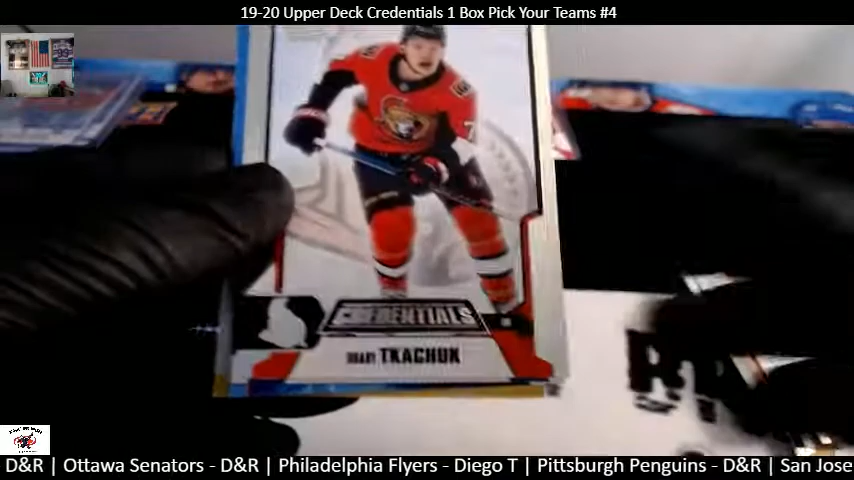 19-20 Upper Deck Credentials 1 Box Pick Your Teams #4
7
CREDENTIALS
BRADY TKACHUK
D&R | Ottawa Senators - D&R | Philadelphia Flyers - Diego T | Pittsburgh Penguins - D&R | San Jose